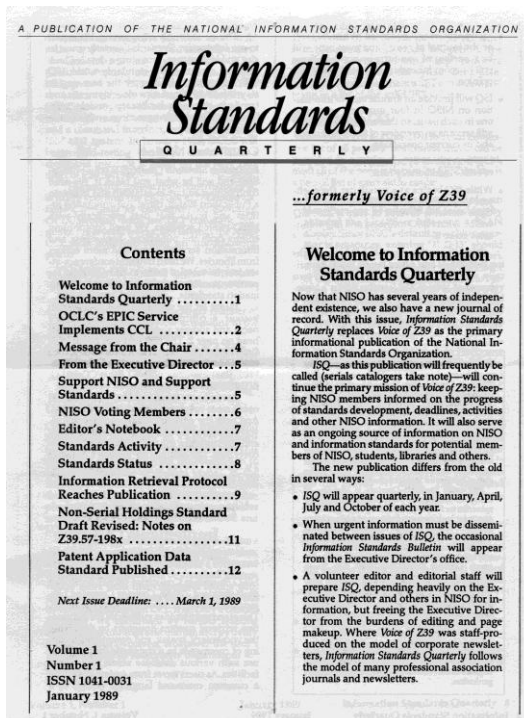 A PUBLICATION OF THE NATIONAL INFORMATION STANDARDS ORGANIZATION
Information
Standards
QUARTERLY
...formerly Voice of Z39
Contents
Welcome to Information
Standards Quarterly ..........1
OCLC's EPIC Service
Implements CCL .............2
Message from the Chair .......4
From the Executive Director ...5
Support NISO and Support
Standards ....................5
NISO Voting Members ........6
Editor's Notebook ............7
Standards Activity ............7
Standards Status ..............8
Information Retrieval Protocol
Reaches Publication ..........9
Non-Serial Holdings Standard
Draft Revised: Notes on
Z39.57-198x .................11
Patent Application Data
Standard Published ..........12
Next Issue Deadline: ....March 1, 1989
Volume 1
Number 1
ISSN 1041-0031
January 1989
Welcome to Information
Standards Quarterly
Now that NISO has several years of indepen-
dent existence, we also have a new journal of
record. With this issue, Information Standards
Quarterly replaces Voice of Z39 as the primary
informational publication of the National In-
formation Standards Organization.
ISQ—as this publication will frequently be
called (serials catalogers take note)—will con-
tinue the primary mission of Voice of Z39: keep-
ing NISO members informed on the progress
of standards development, deadlines, activities
and other NISO information. It will also serve
as an ongoing source of information on NISO
and information standards for potential mem-
bers of NISO, students, libraries and others.
The new publication differs from the old
in several ways:
• ISQ will appear quarterly, in January, April,
July and October of each year.
• When urgent information must be dissemi-
nated between issues of ISQ, the occasional
Information Standards Bulletin will appear
from the Executive Director's office.
• A volunteer editor and editorial staff will
prepare ISQ, depending heavily on the Ex-
ecutive Director and others in NISO for in-
formation, but freeing the Executive Direc-
tor from the burdens of editing and page
makeup. Where Voice of Z39 was staff-pro-
duced on the model of corporate newslet-
ters, Information Standards Quarterly follows
the model of many professional association
journals and newsletters.